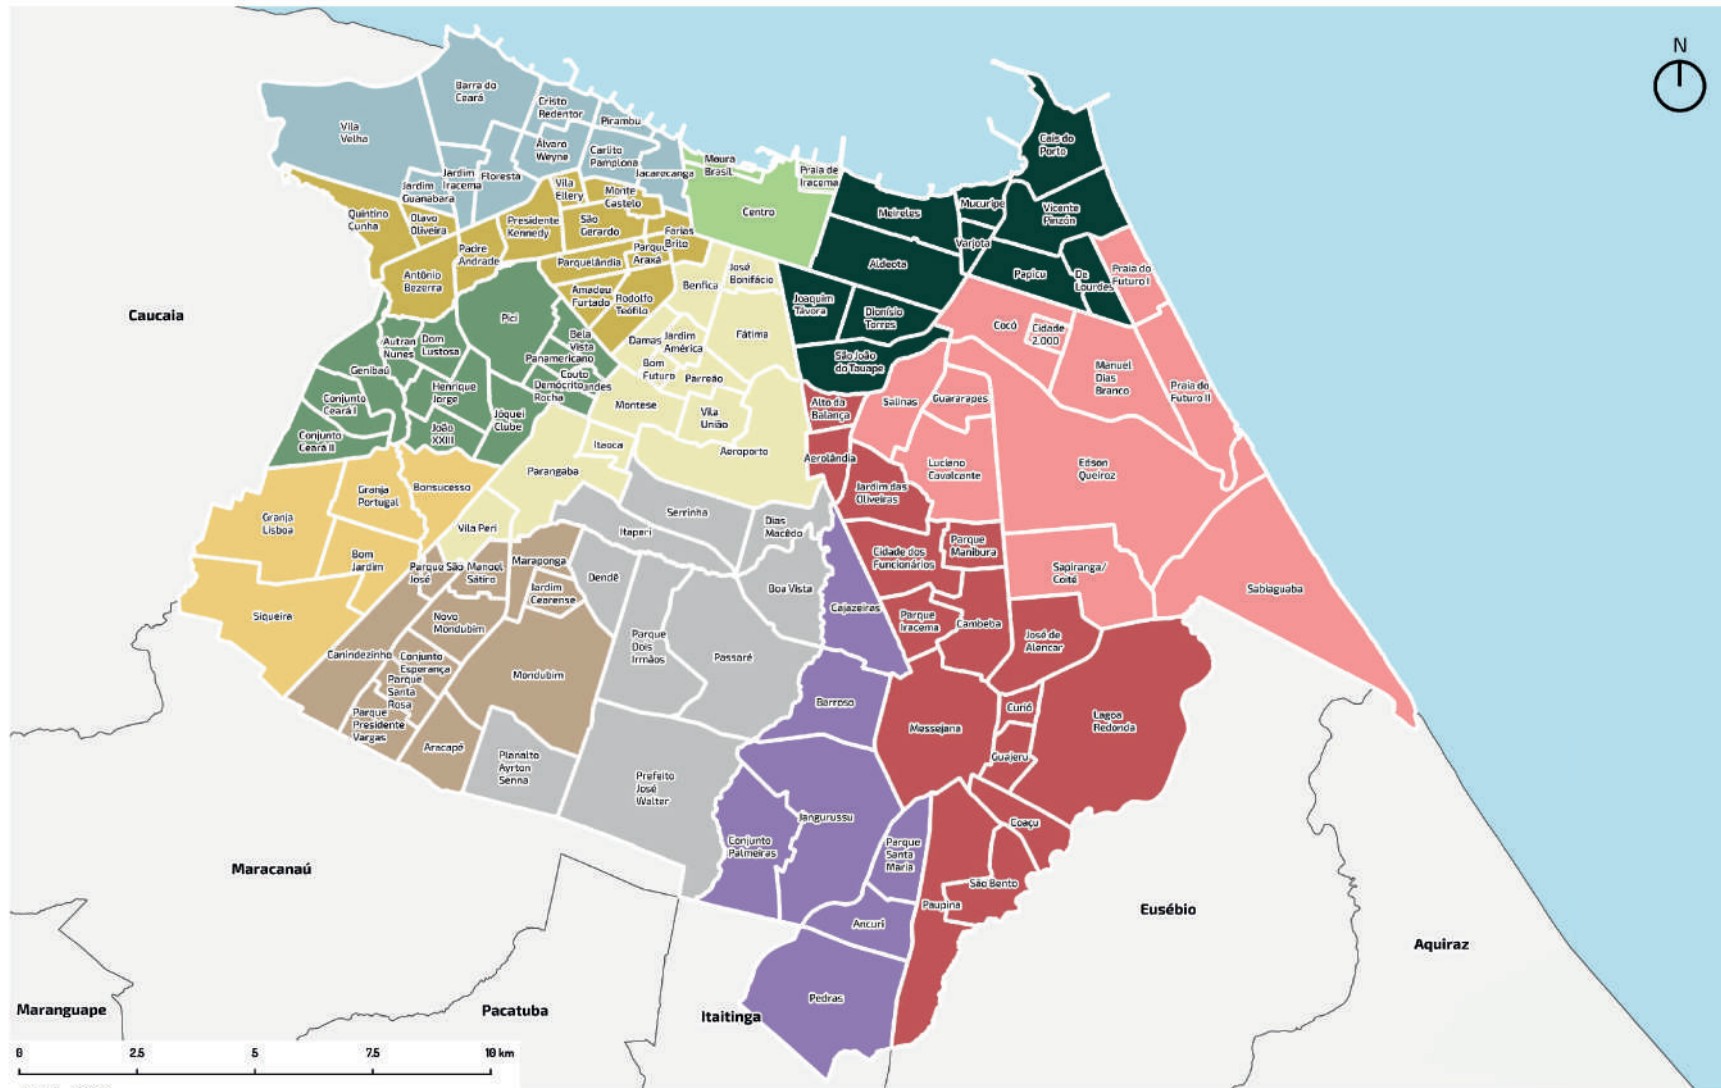 N
Barra do
Ceará
Cristo
Redentor
Pirambu
Vila
Velha
Álvaro
Weyne
Carlito
Pamplona
Jacarecanga
Moura
Brasil
Praia de
Iracema
Cais do
Porto
Jardim
Iracema
Floresta
Jardim
Guanabara
Vila
Ellery
Monte
Castelo
Centro
Meireles
Mucuripe
Vicente
Pinzón
Quintino
Cunha
Olavo
Oliveira
Presidente
Kennedy
São
Gerardo
Farias
Brito
Varjota
Padre
Andrade
Parquelândia
Parque
Araxá
Aldeota
Papicu
De
Lourdes
Praia do
Futuro I
Antônio
Bezerra
Amadeu
Furtado
Rodolfo
Teófilo
Benfica
José
Bonifácio
Joaquim
Távora
Dionísio
Torres
Caucaia
Pici
Bela
Vista
Damas
Jardim
América
Fátima
Cocó
Cidade
2.000
Autran
Nunes
Dom
Lustosa
Panamericano
Bom
Futuro
Parreão
São João
do Tauape
Manuel
Dias
Branco
Praia do
Futuro II
Genibaú
Henrique
Jorge
Couto
andes
Demócrito
Rocha
Montese
Vila
União
Alto da
Balança
Salinas
Guararapes
Conjunto
Ceará I
João
XXIII
Jóquei
Clube
Conjunto
Ceará II
Itaoca
Aeroporto
Aerolândia
Luciano
Cavalcante
Edson
Queiroz
Parangaba
Granja
Portugal
Bonsucesso
Jardim das
Oliveiras
Granja
Lisboa
Vila Peri
Serrinha
Itaperi
Dias
Macêdo
Cidade dos
Funcionários
Parque
Manibura
Bom
Jardim
Parque
José
São Manoel
Sátiro
Maraponga
Jardim
Cearense
Dendê
Boa Vista
Sapiranga/
Coité
Sabiaguaba
Siqueira
Novo
Mondubim
Cajazeiras
Parque
Iracema
Cambeba
José de
Alencar
Canindezinho
Conjunto
Esperança
Parque
Dois
Irmãos
Passaré
Mondubim
Parque
Santa
Rosa
Barroso
Curió
Lagoa
Redonda
Parque
Presidente
Vargas
Aracapé
Messejana
Guajeru
Planalto
Ayrton
Senna
Prefeito
José
Walter
Jangurussu
Coaçu
Conjunto
Palmeiras
Parque
Santa
Maria
São Bento
Maracanaú
Paupina
Ancuri
Eusébio
Aquiraz
Pedras
Maranguape
Pacatuba
Itaitinga
0 2.5 5 7.5 10 km